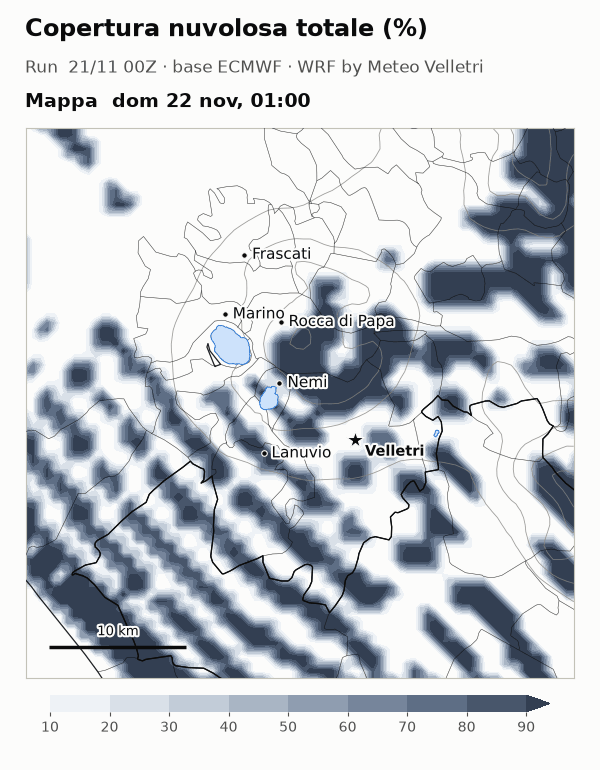 Copertura nuvolosa totale (%)
Run  21/11 00Z · base ECMWF · WRF by Meteo Velletri
Mappa  dom 22 nov, 01:00
Frascati
Marino
Rocca di Papa
Nemi
Velletri
Lanuvio
10 km
10 20 30 40 50 60 70 80 90